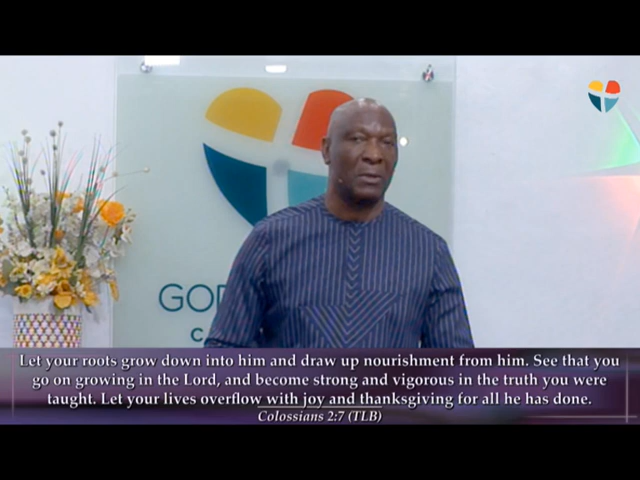 GOD
C
Let your roots grow down into him and draw up nourishment from him. See that you
go on growing in the Lord, and become strong and vigorous in the truth you were
taught. Let your lives overflow with joy and thanksgiving for all he has done.
Colossians 2:7 (TLB)